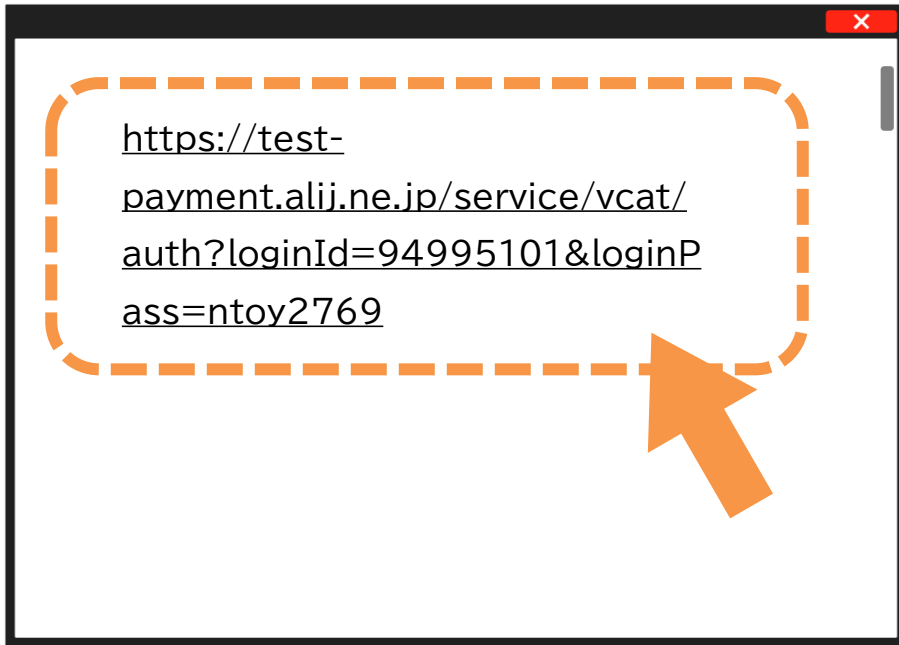 https://test-
payment.alij.ne.jp/service/vcat/
auth?loginId=94995101&loginP
ass=ntoy2769